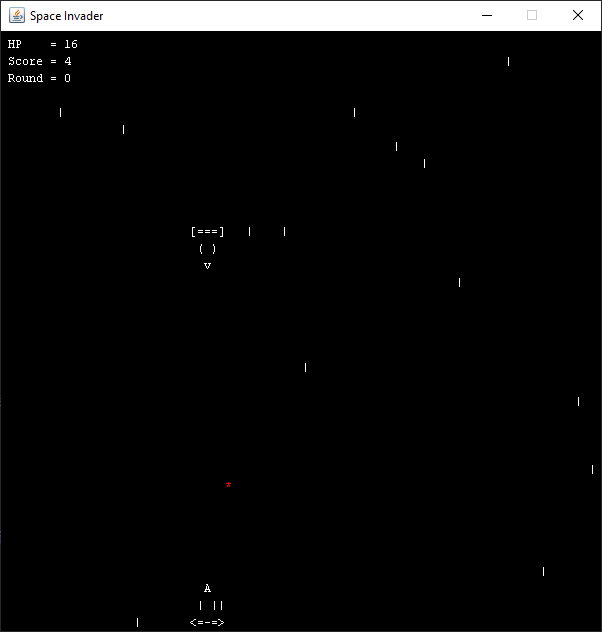 Space Invader
HP = 16
Score = 4
Round = 0
|
| |
|
|
|
[===] | |
( )
v
|
|
|
|
*
|
A
| ||
| <=-=>